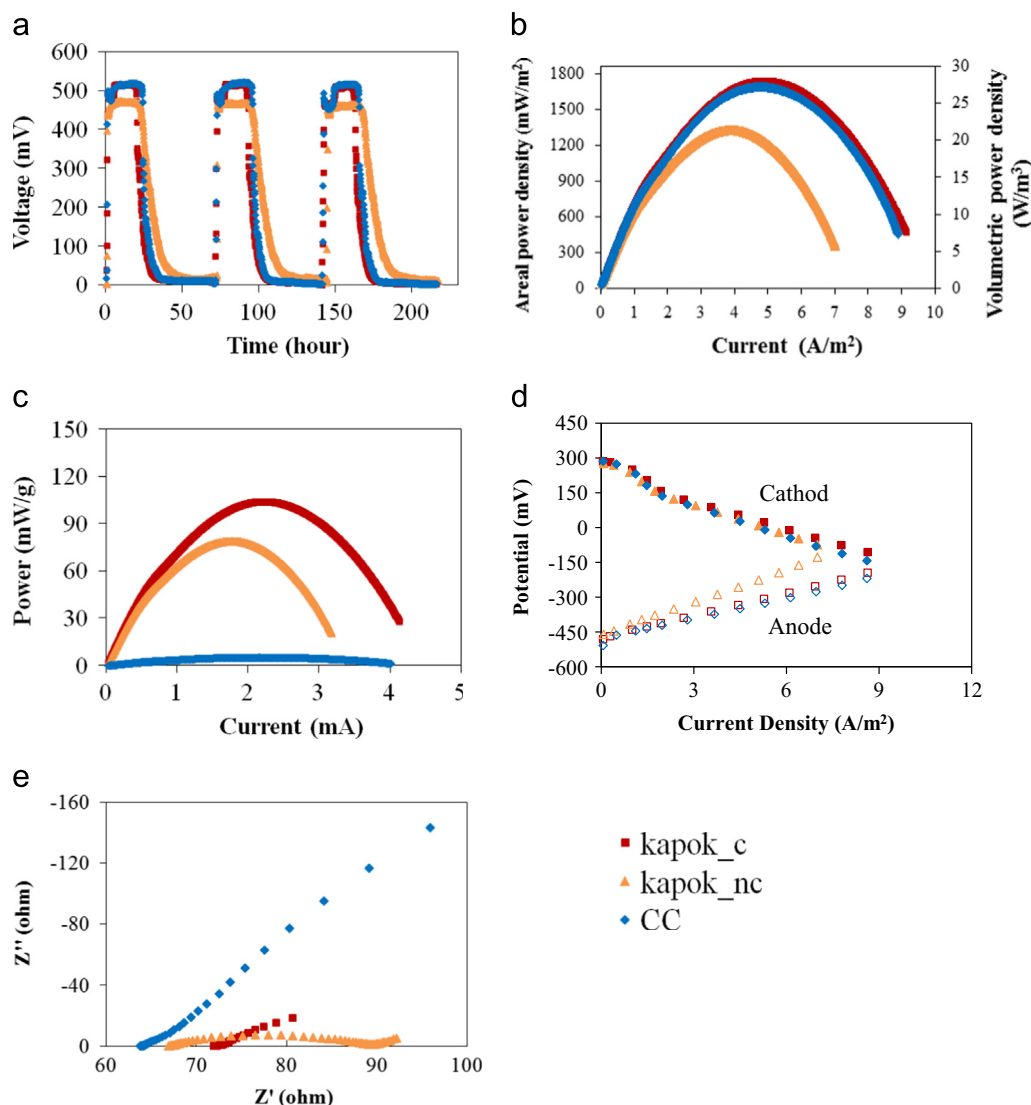 a
600
500
400
300
200
100
0
Voltage (mV)
0 50 100 150 200
Time (hour)
b
1800
1500
1200
900
600
300
0
Areal power density (mW/m²)
30
25
20
15
10
5
0
Volumetric power density
(W/m³)
0 1 2 3 4 5 6 7 8 9 10
Current (A/m²)
c
150
120
90
60
30
0
Power (mW/g)
0 1 2 3 4 5
Current (mA)
d
450
300
150
0
-150
-300
-450
-600
Potential (mV)
Cathod
Anode
0 3 6 9 12
Current Density (A/m²)
e
-160
-120
-80
-40
0
Z'' (ohm)
60 70 80 90 100
Z' (ohm)
kapok_c
kapok_nc
CC